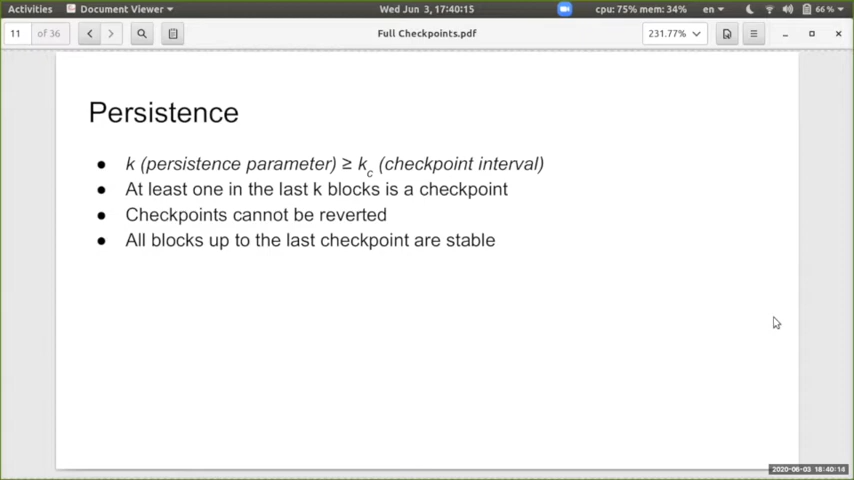 Activities Document Viewer Wed Jun 3, 17:40:15 cpu: 75% mem: 34% en 66 %
11 of 36 Full Checkpoints.pdf 231.77%
Persistence
● k (persistence parameter) ≥ kc (checkpoint interval)
● At least one in the last k blocks is a checkpoint
● Checkpoints cannot be reverted
● All blocks up to the last checkpoint are stable
2020-06-03 18:40:14